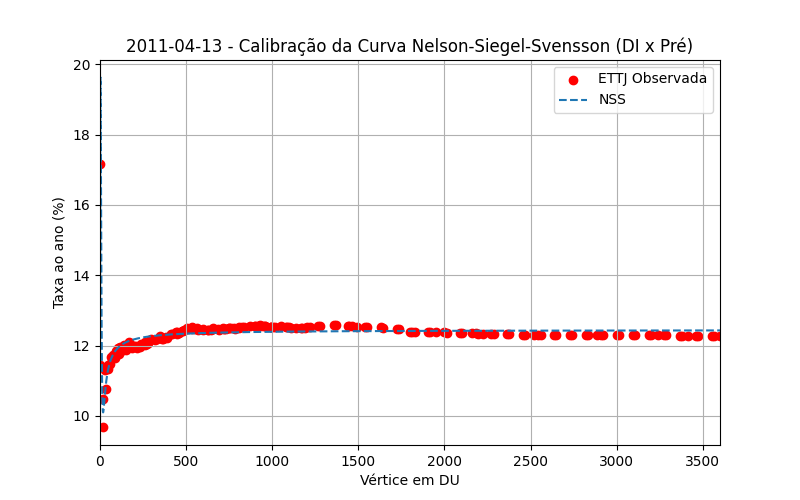 2011-04-13 - Calibração da Curva Nelson-Siegel-Svensson (DI x Pré)
ETTJ Observada
NSS
Taxa ao ano (%)
20
18
16
14
12
10
0 500 1000 1500 2000 2500 3000 3500
Vértice em DU